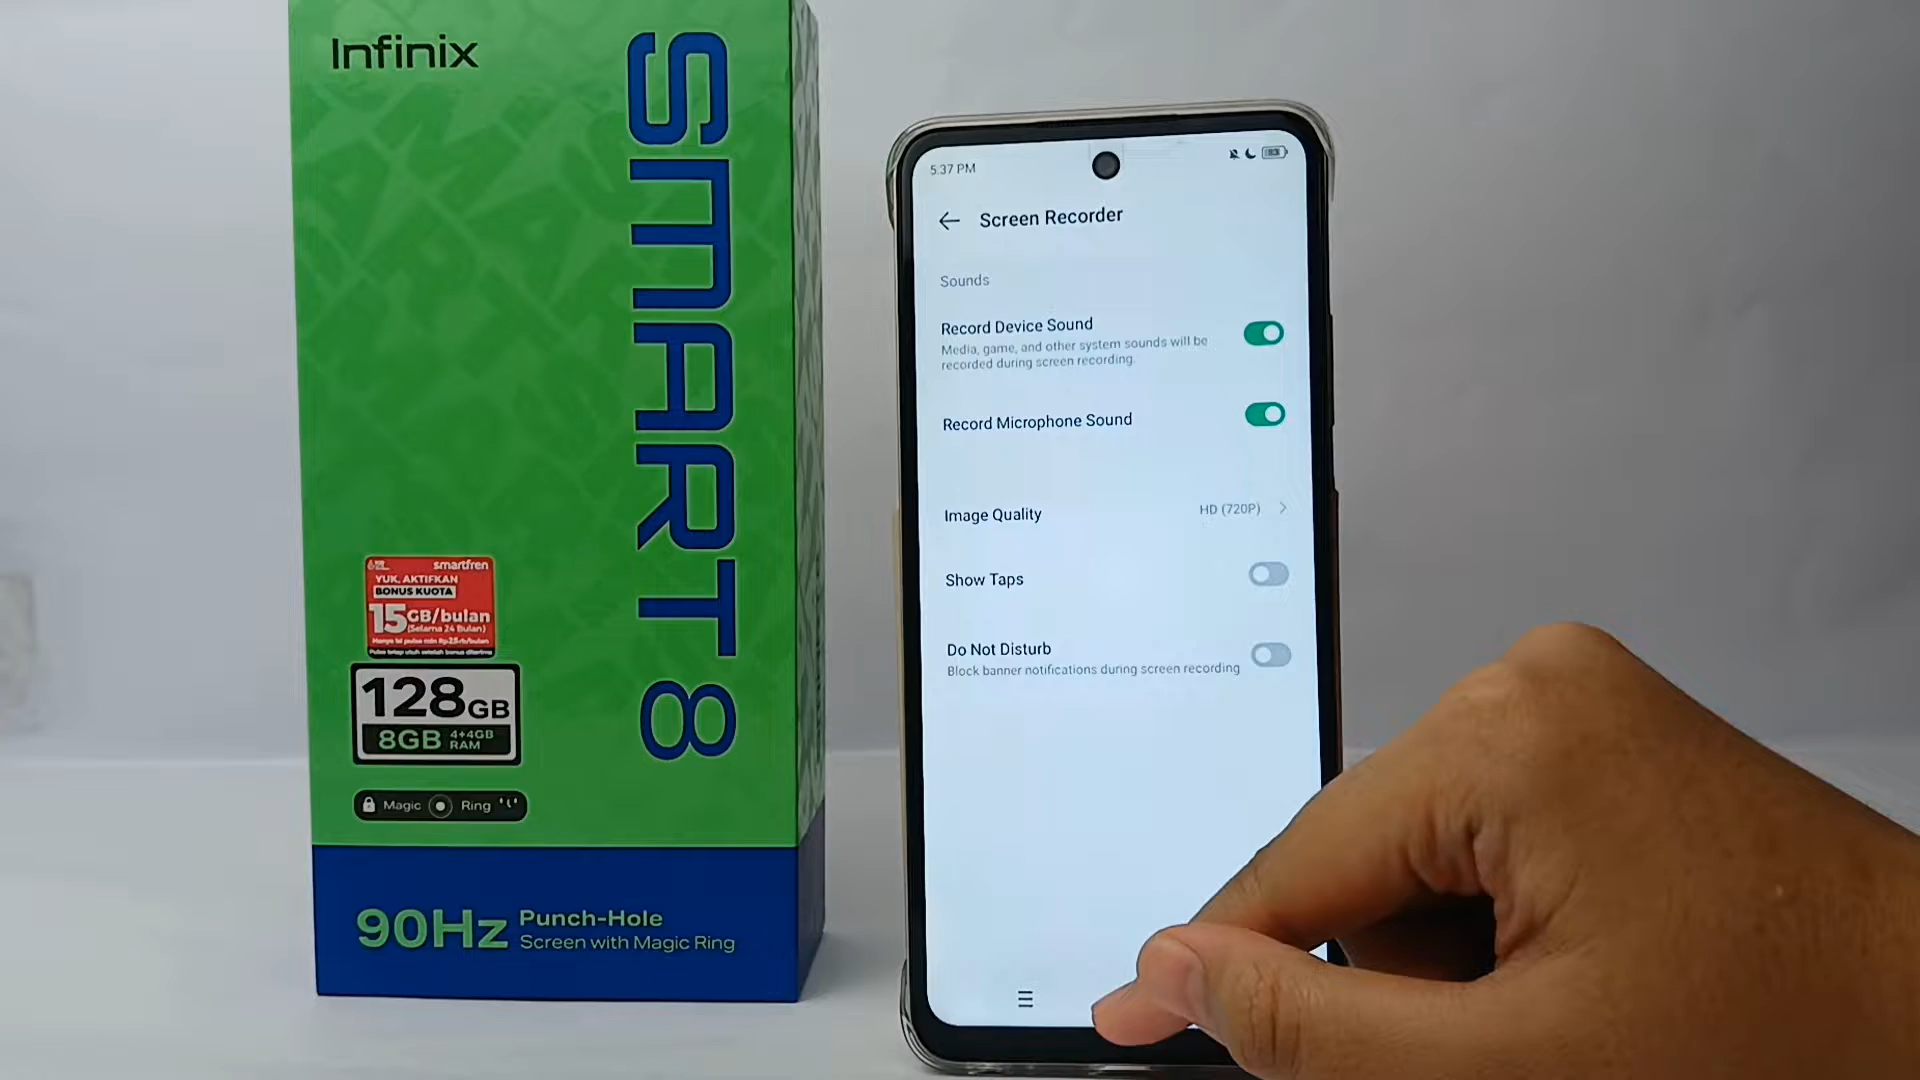 Infinix
SMART 8
smartfren
YUK, AKTIFKAN
BONUS KUOTA
15GB/bulan
(Selama 24 Bulan)
128GB
8GB 4+4GB
RAM
Magic Ring
90Hz Punch-Hole
Screen with Magic Ring
5:37 PM
Screen Recorder
Sounds
Record Device Sound
Media, game, and other system sounds will be
recorded during screen recording.
Record Microphone Sound
Image Quality HD (720P)
Show Taps
Do Not Disturb
Block banner notifications during screen recording